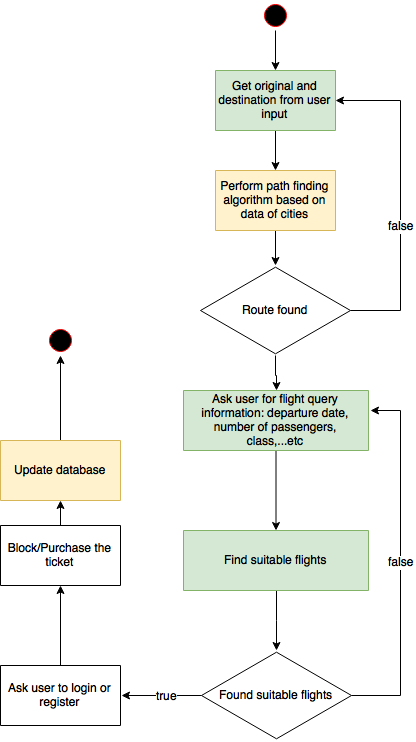 Get original and
destination from user
input
Perform path finding
algorithm based on
data of cities
false
Route found
Ask user for flight query
information: departure date,
number of passengers,
class,...etc
Update database
Block/Purchase the
ticket
Find suitable flights
false
Ask user to login or
register
true
Found suitable flights